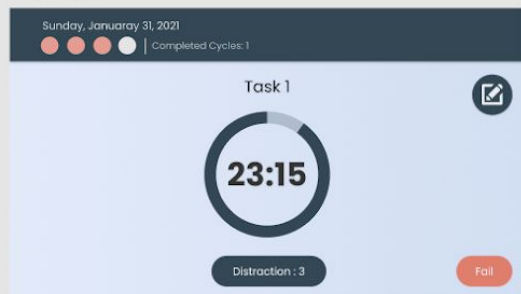 Sunday, Januaray 31, 2021
Completed Cycles: 1
Task 1
23:15
Distraction : 3
Fail